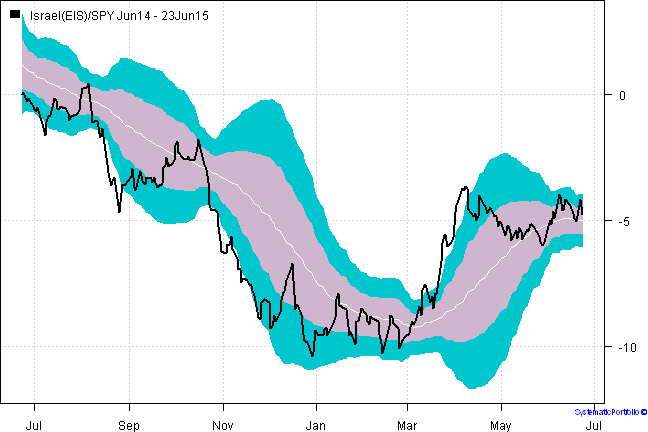 Israel(EIS)/SPY Jun14 - 23Jun15
0
-5
-10
Jul Sep Nov Jan Mar May Jul
SystematicPortfolio ©